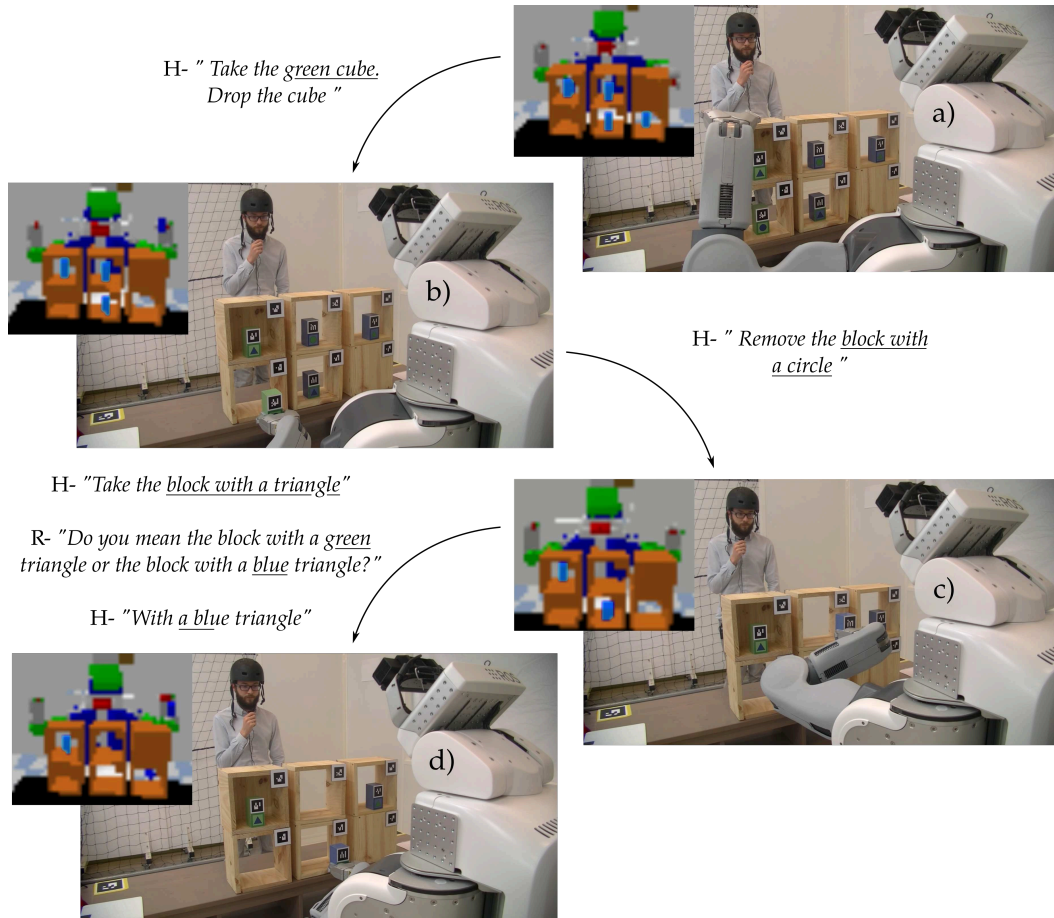 H- " Take the green cube.
Drop the cube "
a)
b)
H- " Remove the block with
a circle "
H- "Take the block with a triangle"
R- "Do you mean the block with a green
triangle or the block with a blue triangle?"
H- "With a blue triangle"
c)
d)